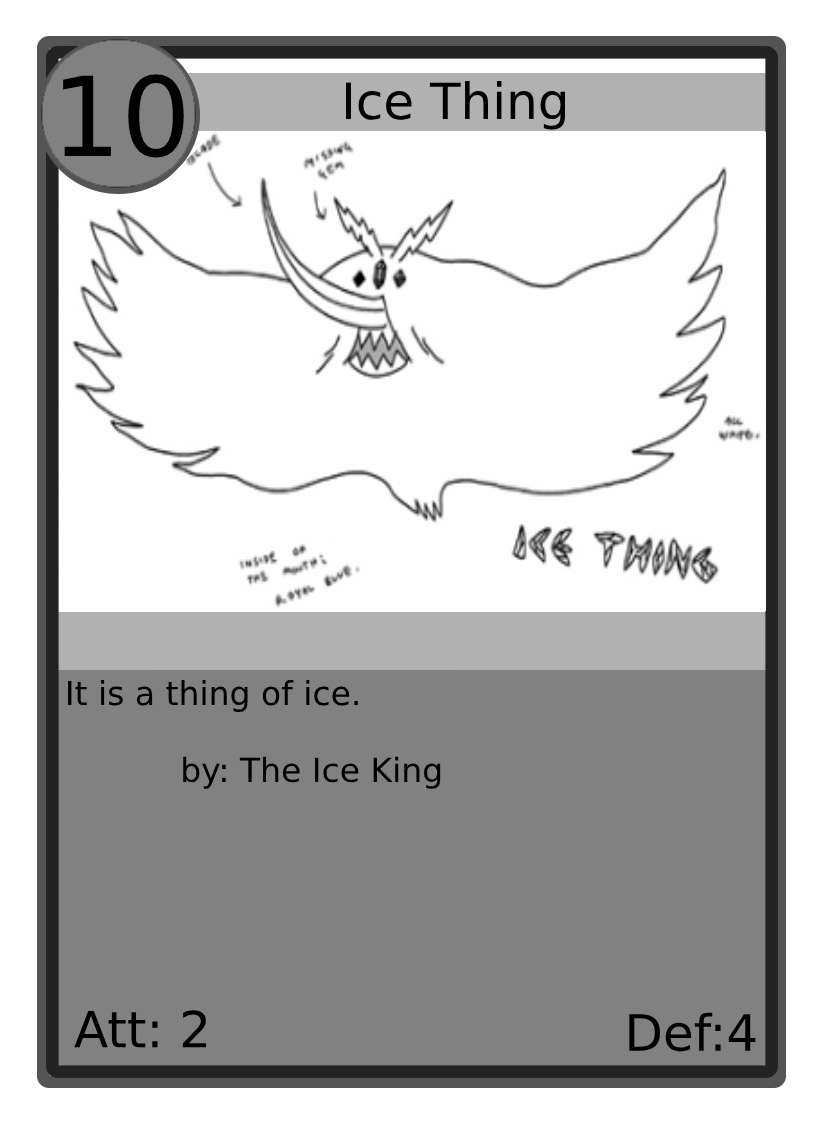 10
Ice Thing
BLADE
MISSING
GEM
ALL
WHITE.
ICE THING
INSIDE OF
THE MOUTH:
ROYAL BLUE.
It is a thing of ice.
by: The Ice King
Att: 2
Def:4